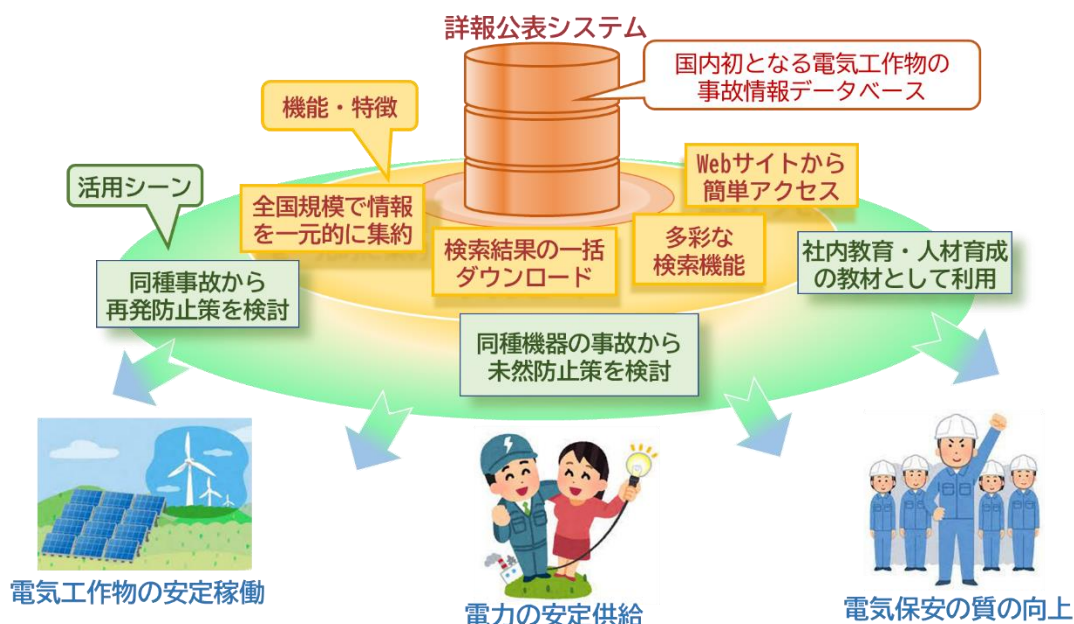 詳報公表システム
国内初となる電気工作物の
事故情報データベース
機能・特徴
活用シーン
Webサイトから
簡単アクセス
全国規模で情報
を一元的に集約
検索結果の一括
ダウンロード
多彩な
検索機能
社内教育・人材育成
の教材として利用
同種事故から
再発防止策を検討
同種機器の事故から
未然防止策を検討
電気工作物の安定稼働
電力の安定供給
電気保安の質の向上